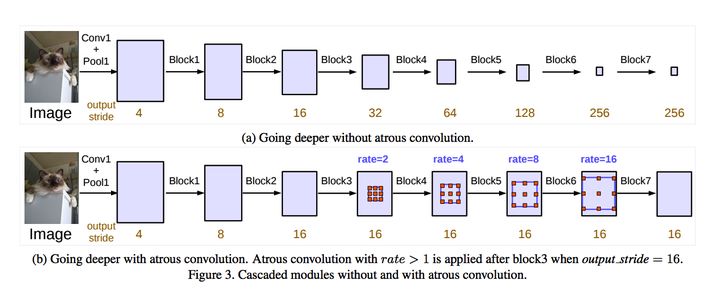 Conv1
+
Pool1
Block1 Block2 Block3 Block4 Block5 Block6 Block7
Image output
stride 4 8 16 32 64 128 256 256
(a) Going deeper without atrous convolution.
rate=2 rate=4 rate=8 rate=16
Conv1
+
Pool1
Block1 Block2 Block3 Block4 Block5 Block6 Block7
Image output
stride 4 8 16 16 16 16 16 16
(b) Going deeper with atrous convolution. Atrous convolution with rate > 1 is applied after block3 when output_stride = 16.
Figure 3. Cascaded modules without and with atrous convolution.